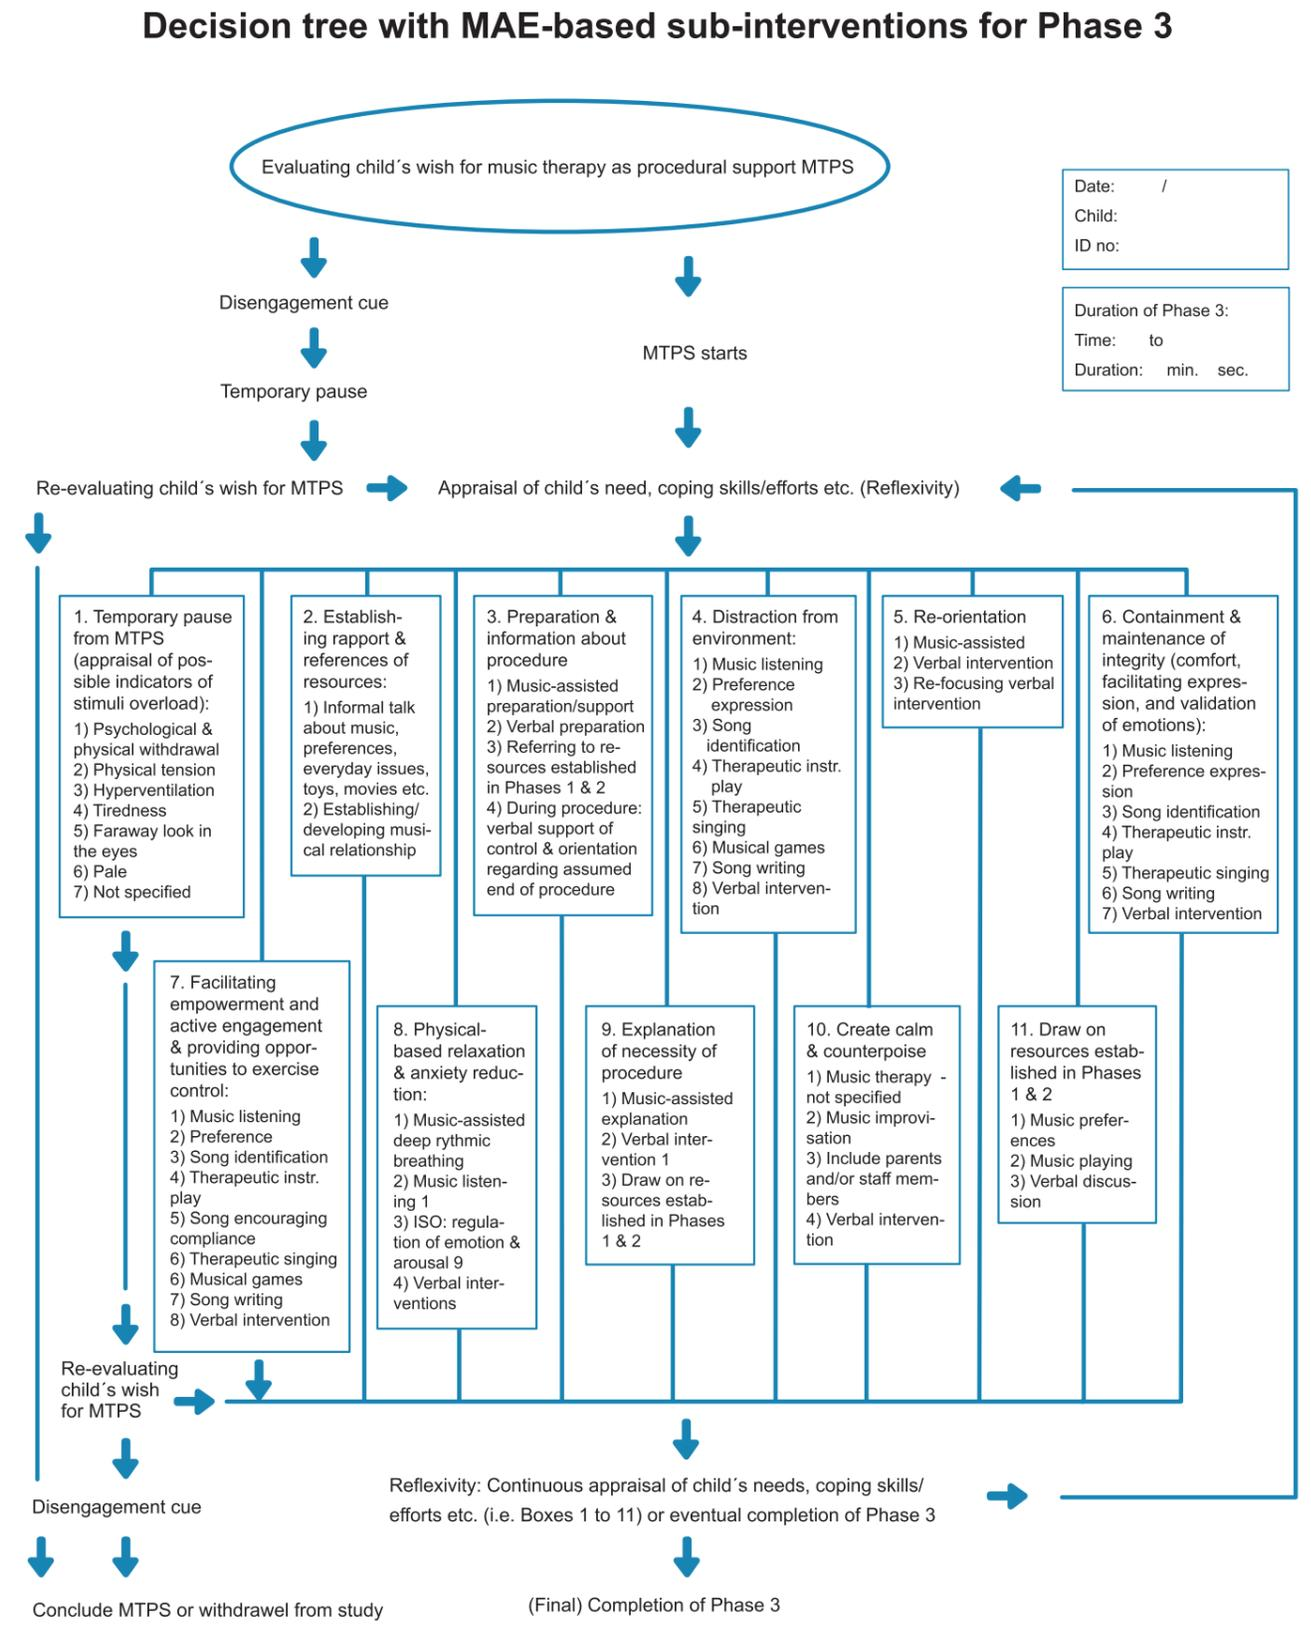 Decision tree with MAE-based sub-interventions for Phase 3
Evaluating child´s wish for music therapy as procedural support MTPS
Date: /
Child:
ID no:
Duration of Phase 3:
Time: to
Duration: min. sec.
Disengagement cue
Temporary pause
MTPS starts
Re-evaluating child´s wish for MTPS
Appraisal of child´s need, coping skills/efforts etc. (Reflexivity)
1. Temporary pause
from MTPS
(appraisal of pos-
sible indicators of
stimuli overload):
1) Psychological &
physical withdrawal
2) Physical tension
3) Hyperventilation
4) Tiredness
5) Faraway look in
the eyes
6) Pale
7) Not specified
2. Establish-
ing rapport &
references of
resources:
1) Informal talk
about music,
preferences,
everyday issues,
toys, movies etc.
2) Establishing/
developing musi-
cal relationship
3. Preparation &
information about
procedure
1) Music-assisted
preparation/support
2) Verbal preparation
3) Referring to re-
sources established
in Phases 1 & 2
4) During procedure:
verbal support of
control & orientation
regarding assumed
end of procedure
4. Distraction from
environment:
1) Music listening
2) Preference
expression
3) Song
identification
4) Therapeutic instr.
play
5) Therapeutic
singing
6) Musical games
7) Song writing
8) Verbal interven-
tion
5. Re-orientation
1) Music-assisted
2) Verbal intervention
3) Re-focusing verbal
intervention
6. Containment &
maintenance of
integrity (comfort,
facilitating expres-
sion, and validation
of emotions):
1) Music listening
2) Preference expres-
sion
3) Song identification
4) Therapeutic instr.
play
5) Therapeutic singing
6) Song writing
7) Verbal intervention
7. Facilitating
empowerment and
active engagement
& providing oppor-
tunities to exercise
control:
1) Music listening
2) Preference
3) Song identification
4) Therapeutic instr.
play
5) Song encouraging
compliance
6) Therapeutic singing
6) Musical games
7) Song writing
8) Verbal intervention
8. Physical-
based relaxation
& anxiety reduc-
tion:
1) Music-assisted
deep rythmic
breathing
2) Music listen-
ing 1
3) ISO: regula-
tion of emotion &
arousal 9
4) Verbal inter-
ventions
9. Explanation
of necessity of
procedure
1) Music-assisted
explanation
2) Verbal inter-
vention 1
3) Draw on re-
sources estab-
lished in Phases
1 & 2
10. Create calm
& counterpoise
1) Music therapy -
not specified
2) Music improvi-
sation
3) Include parents
and/or staff mem-
bers
4) Verbal interven-
tion
11. Draw on
resources estab-
lished in Phases
1 & 2
1) Music prefer-
ences
2) Music playing
3) Verbal discus-
sion
Re-evaluating
child´s wish
for MTPS
Disengagement cue
Reflexivity: Continuous appraisal of child´s needs, coping skills/
efforts etc. (i.e. Boxes 1 to 11) or eventual completion of Phase 3
Conclude MTPS or withdrawel from study
(Final) Completion of Phase 3